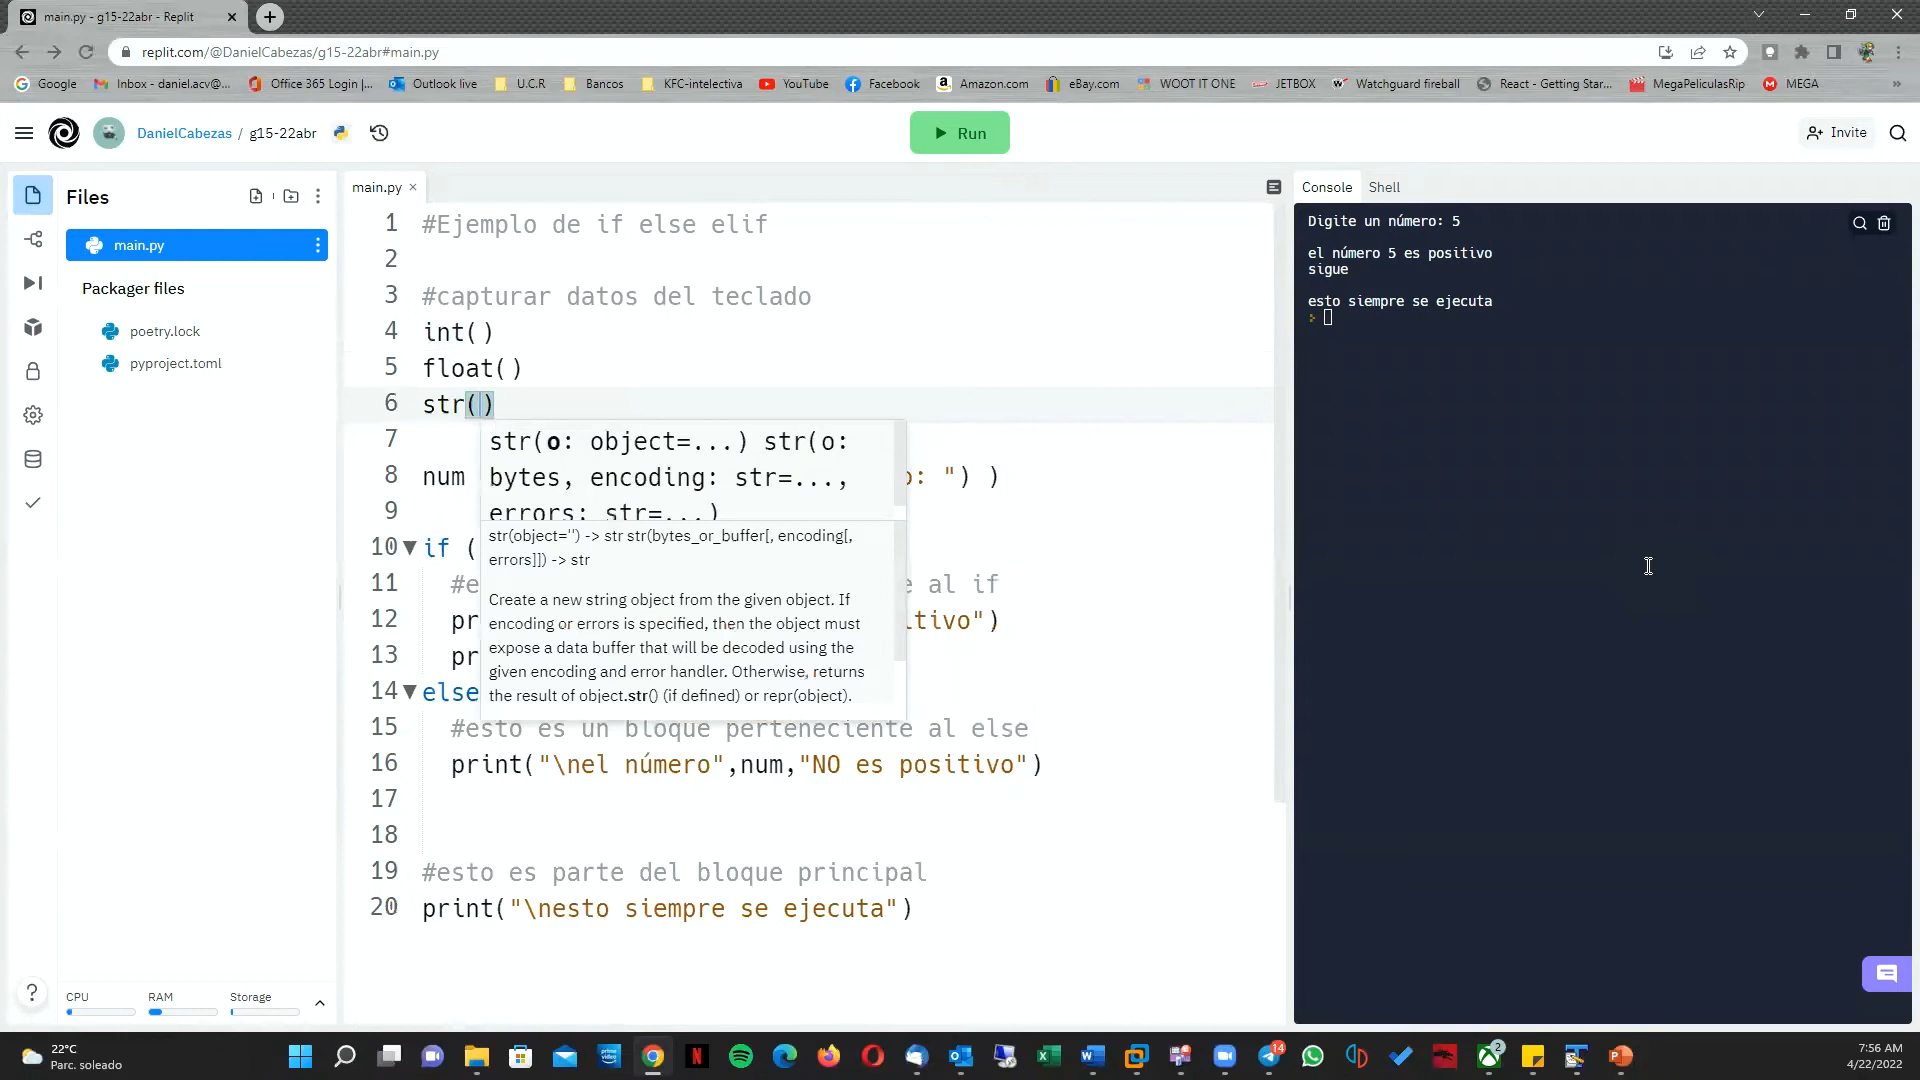 main.py - g15-22abr - Replit
replit.com/@DanielCabezas/g15-22abr#main.py
Google Inbox - daniel.acv@... Office 365 Login |... Outlook live U.C.R Bancos KFC-intelectiva YouTube Facebook Amazon.com eBay.com WOOT IT ONE JETBOX Watchguard fireball React - Getting Star... MegaPeliculasRip MEGA »
DanielCabezas / g15-22abr
Run
Invite
Files
main.py
Packager files
poetry.lock
pyproject.toml
CPU RAM Storage
main.py
1 #Ejemplo de if else elif
2
3 #capturar datos del teclado
4 int()
5 float()
6 str()
7
8 num o: ") )
9
10 if (
11 #e e al if
12 pr itivo")
13 pr
14 else
15 #esto es un bloque perteneciente al else
16 print("\nel número",num,"NO es positivo")
17
18
19 #esto es parte del bloque principal
20 print("\nesto siempre se ejecuta")
str(o: object=...) str(o:
bytes, encoding: str=...,
errors: str=...)
str(object='') -> str str(bytes_or_buffer[, encoding[,
errors]]) -> str
Create a new string object from the given object. If
encoding or errors is specified, then the object must
expose a data buffer that will be decoded using the
given encoding and error handler. Otherwise, returns
the result of object.str() (if defined) or repr(object).
Console Shell
Digite un número: 5
el número 5 es positivo
sigue
esto siempre se ejecuta
22°C
Parc. soleado
14
2
7:56 AM
4/22/2022